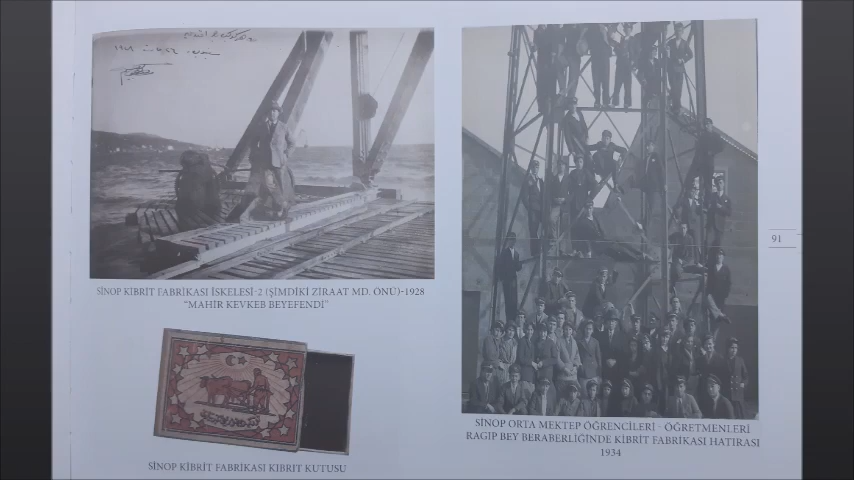 SİNOP KİBRİT FABRİKASI İSKELESİ-2 (ŞİMDİKİ ZİRAAT MD. ÖNÜ)-1928
"MAHİR KEVKEB BEYEFENDİ"
SİNOP KİBRİT FABRİKASI KİBRİT KUTUSU
SİNOP ORTA MEKTEP ÖĞRENCİLERİ - ÖĞRETMENLERİ
RAGIP BEY BERABERLİĞİNDE KİBRİT FABRİKASI HATIRASI
1934
91